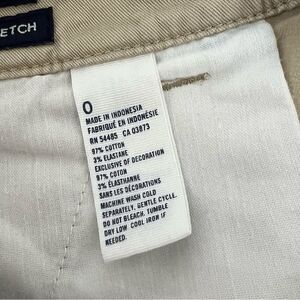 ETCH
0
MADE IN INDONESIA
FABRIQUÉ EN INDONÉSIE
RN 54485 CA 03873
97% COTTON
3% ELASTANE
EXCLUSIVE OF DECORATION
97% COTON
3% ÉLASTHANNE
SANS LES DÉCORATIONS
MACHINE WASH COLD
SEPARATELY, GENTLE CYCLE.
DO NOT BLEACH. TUMBLE
DRY LOW. COOL IRON IF
NEEDED.